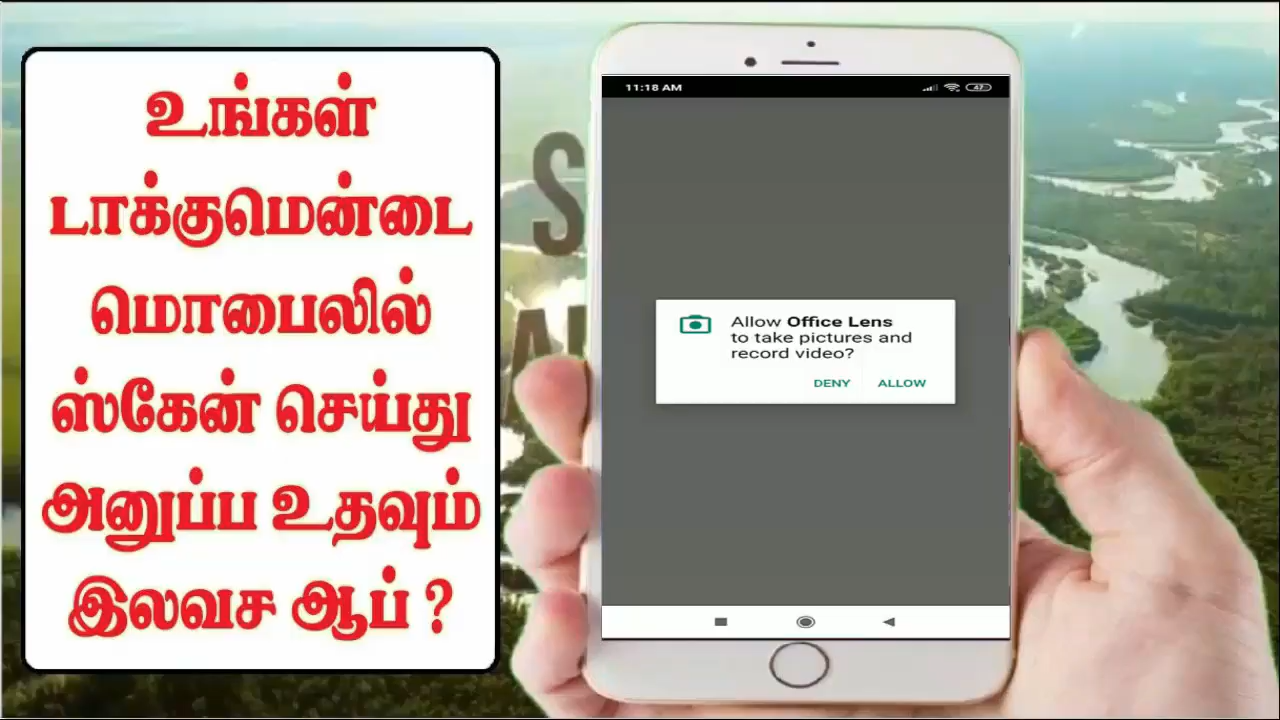 உங்கள்
டாக்குமென்டை
மொபைலில்
ஸ்கேன் செய்து
அனுப்ப உதவும்
இலவச ஆப் ?
11:18 AM
47
Allow Office Lens
to take pictures and
record video?
DENY ALLOW